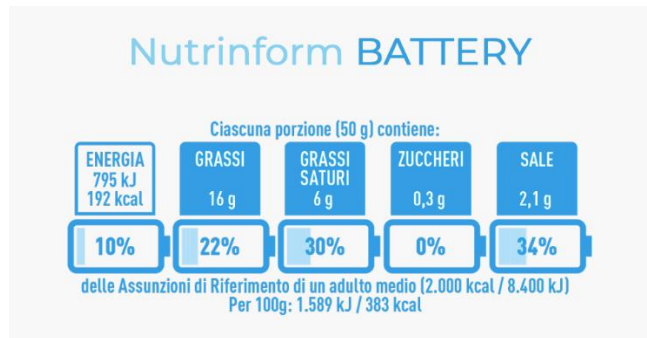 Nutrinform BATTERY
Ciascuna porzione (50 g) contiene:
ENERGIA
795 kJ
192 kcal
GRASSI
16 g
GRASSI
SATURI
6 g
ZUCCHERI
0,3 g
SALE
2,1 g
10%
22%
30%
0%
34%
delle Assunzioni di Riferimento di un adulto medio (2.000 kcal / 8.400 kJ)
Per 100g: 1.589 kJ / 383 kcal